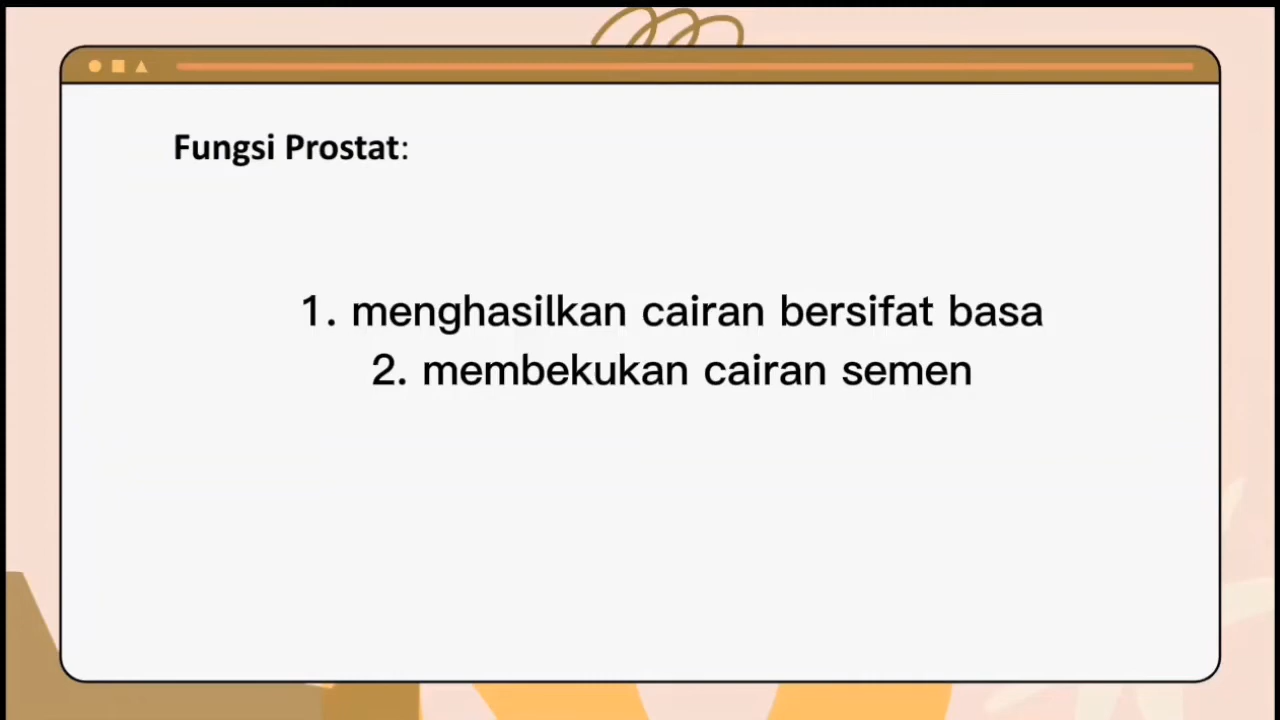 Fungsi Prostat:
1. menghasilkan cairan bersifat basa
2. membekukan cairan semen